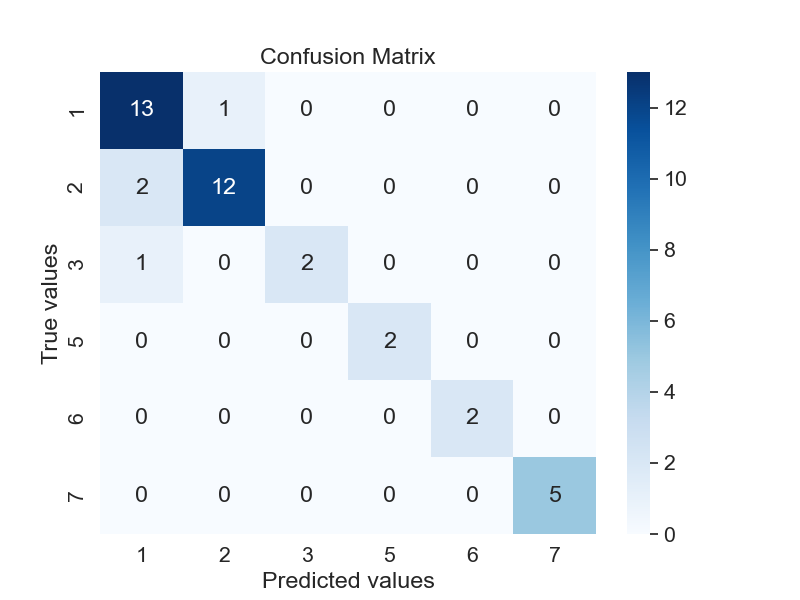 Confusion Matrix
1 13 1 0 0 0 0
2 2 12 0 0 0 0
3 1 0 2 0 0 0
5 0 0 0 2 0 0
6 0 0 0 0 2 0
7 0 0 0 0 0 5
1 2 3 5 6 7
Predicted values
True values
12
10
8
6
4
2
0